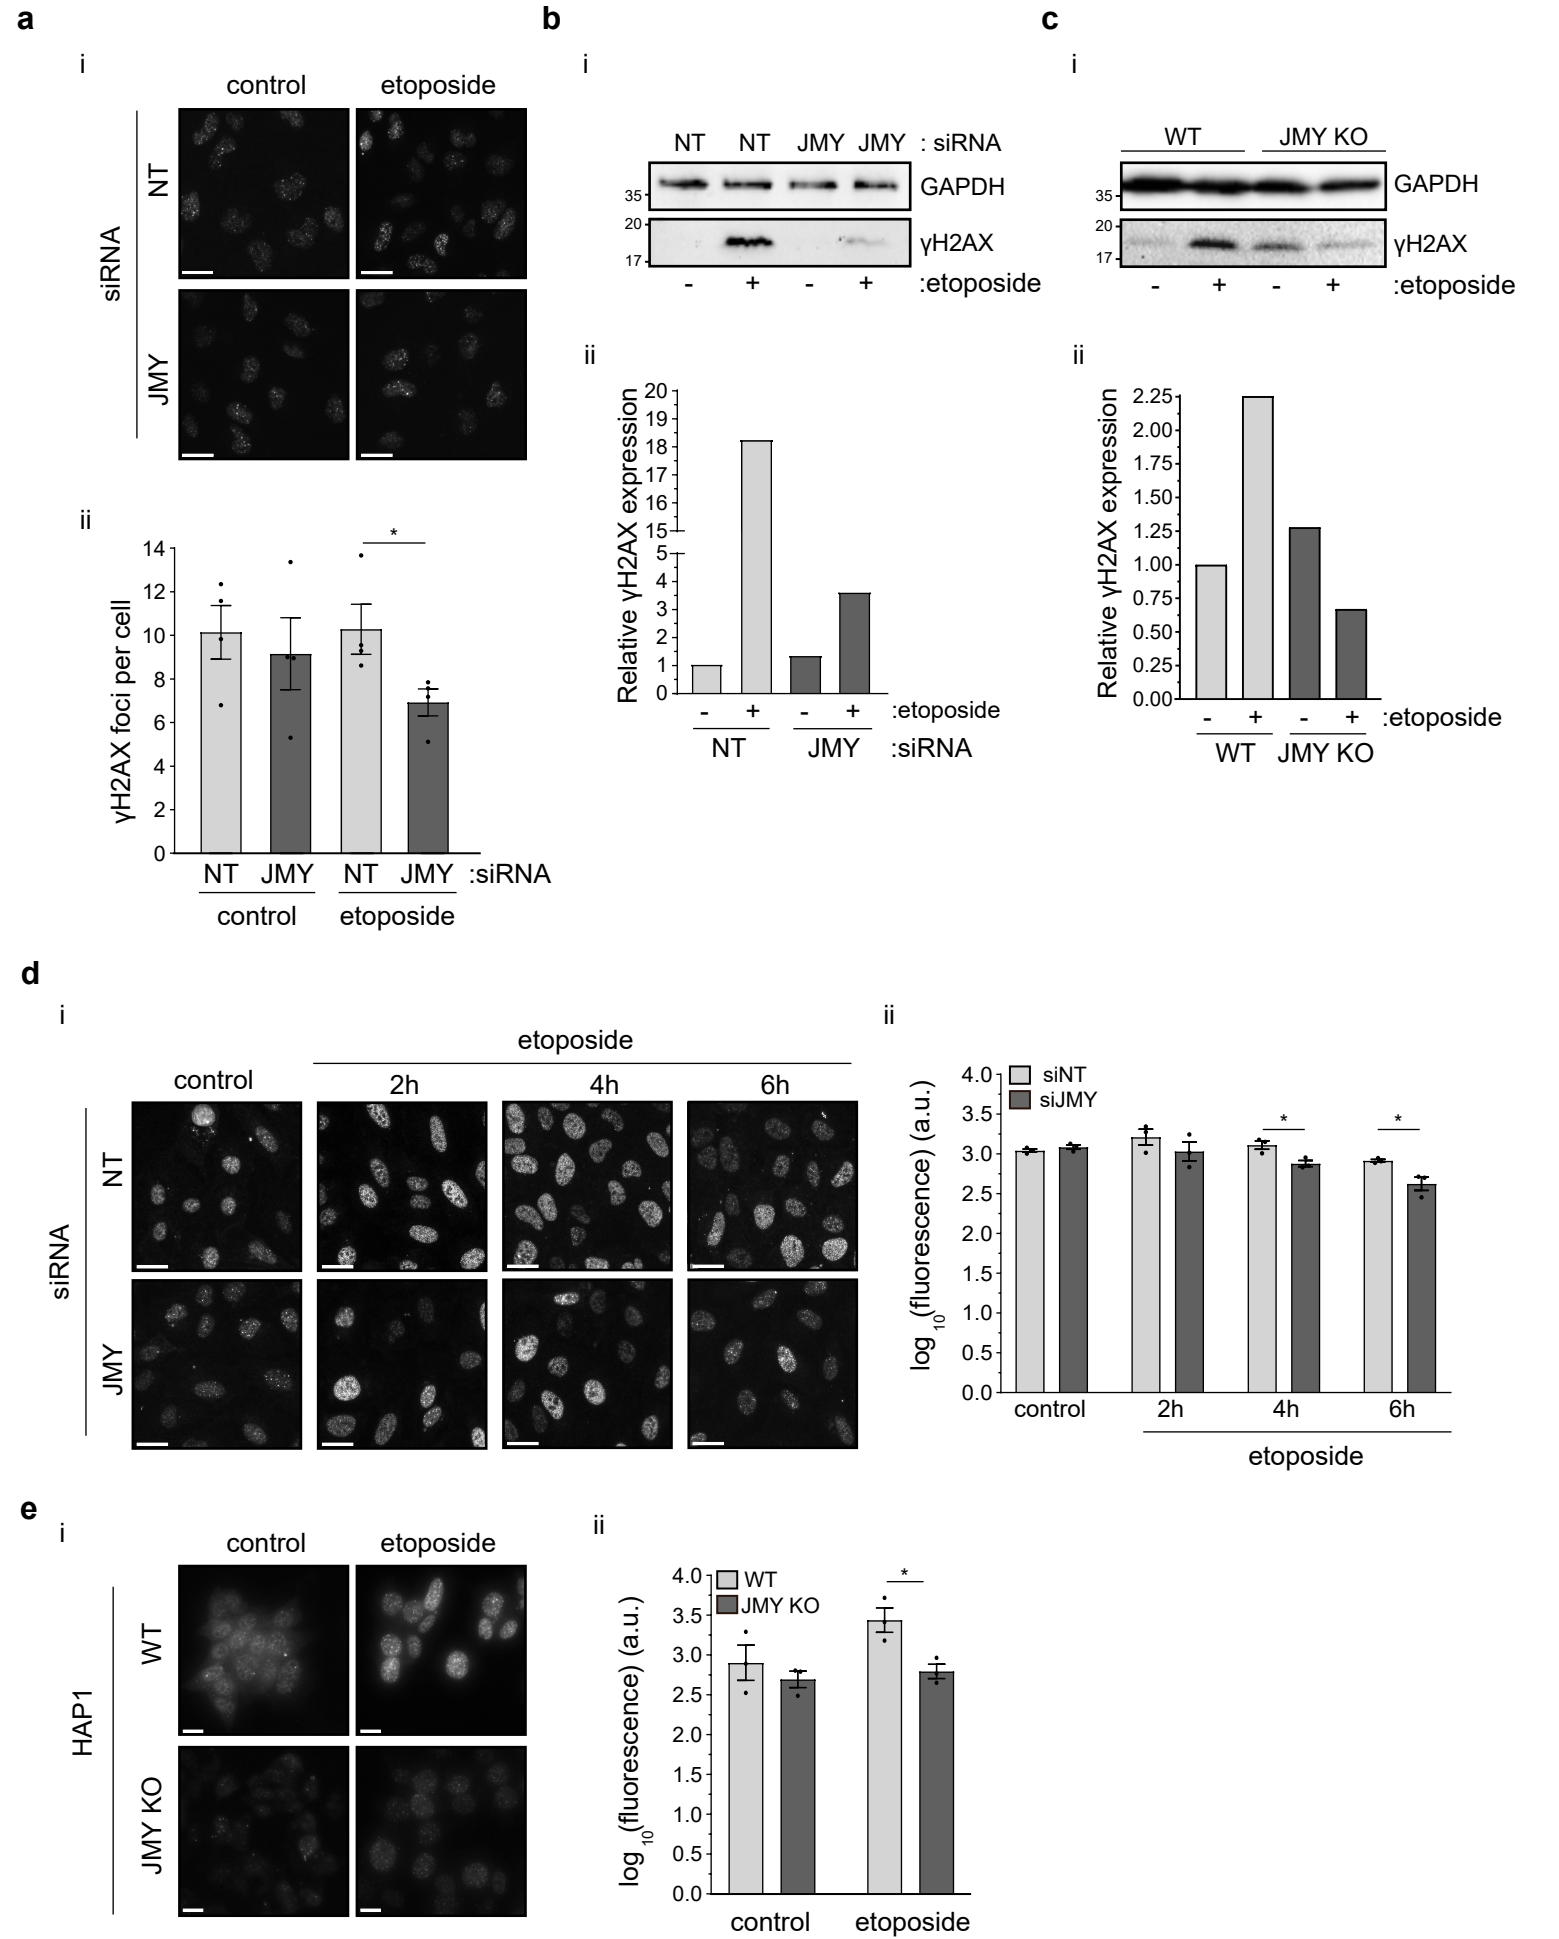 a
i
control
etoposide
siRNA
NT
JMY
ii
γH2AX foci per cell
14
12
10
8
6
4
2
0
*
NT
JMY
NT
JMY
:siRNA
control
etoposide
b
i
NT
NT
JMY
JMY
: siRNA
35
GAPDH
20
17
γH2AX
-
+
-
+
:etoposide
ii
Relative γH2AX expression
20
19
18
17
16
15
5
4
3
2
1
0
-
+
-
+
:etoposide
NT
JMY
:siRNA
c
i
WT
JMY KO
35
GAPDH
20
17
γH2AX
-
+
-
+
:etoposide
ii
Relative γH2AX expression
2.25
2.00
1.75
1.50
1.25
1.00
0.75
0.50
0.25
0.00
-
+
-
+
:etoposide
WT
JMY KO
d
i
etoposide
control
2h
4h
6h
siRNA
NT
JMY
ii
log 10 (fluorescence) (a.u.)
4.0
3.5
3.0
2.5
2.0
1.5
1.0
0.5
0.0
siNT
siJMY
*
*
control
2h
4h
6h
etoposide
e
i
control
etoposide
HAP1
WT
JMY KO
ii
log 10 (fluorescence) (a.u.)
4.0
3.5
3.0
2.5
2.0
1.5
1.0
0.5
0.0
WT
JMY KO
*
control
etoposide